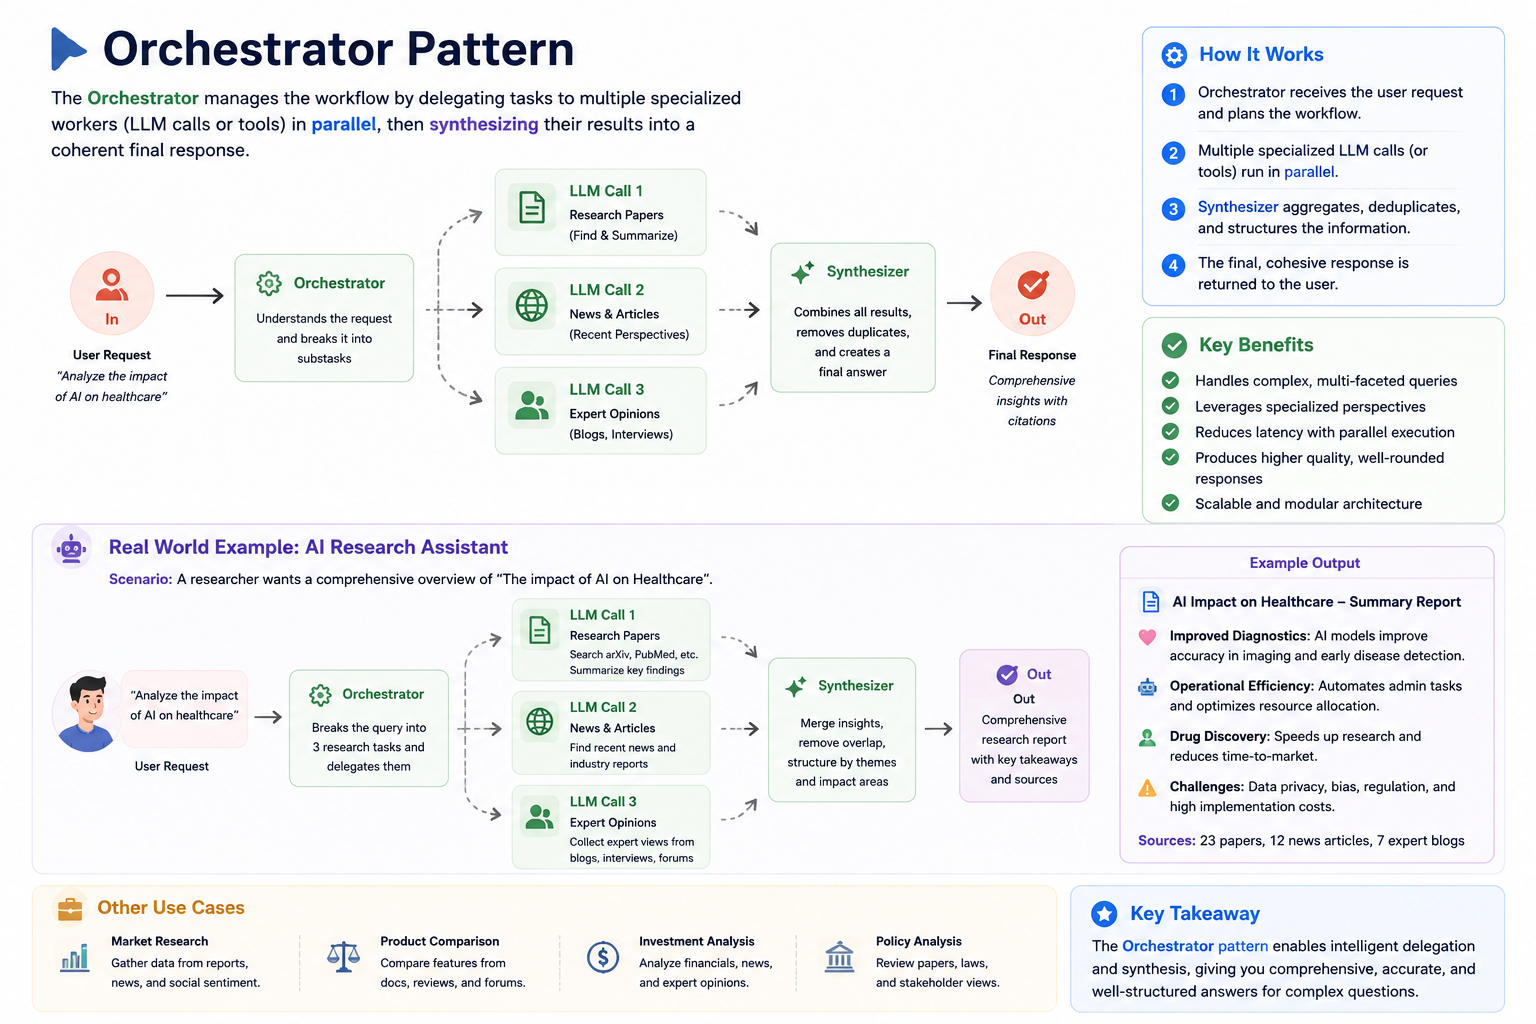 Orchestrator Pattern
The Orchestrator manages the workflow by delegating tasks to multiple specialized
workers (LLM calls or tools) in parallel, then synthesizing their results into a
coherent final response.
In
User Request
“Analyze the impact
of AI on healthcare”
Orchestrator
Understands the request
and breaks it into
substasks
LLM Call 1
Research Papers
(Find & Summarize)
LLM Call 2
News & Articles
(Recent Perspectives)
LLM Call 3
Expert Opinions
(Blogs, Interviews)
Synthesizer
Combines all results,
removes duplicates,
and creates a
final answer
Out
Final Response
Comprehensive
insights with
citations
How It Works
1
Orchestrator receives the user request
and plans the workflow.
2
Multiple specialized LLM calls (or
tools) run in parallel.
3
Synthesizer aggregates, deduplicates,
and structures the information.
4
The final, cohesive response is
returned to the user.
Key Benefits
Handles complex, multi-faceted queries
Leverages specialized perspectives
Reduces latency with parallel execution
Produces higher quality, well-rounded
responses
Scalable and modular architecture
Real World Example: AI Research Assistant
Scenario: A researcher wants a comprehensive overview of “The impact of AI on Healthcare”.
“Analyze the impact
of AI on healthcare”
User Request
Orchestrator
Breaks the query into
3 research tasks and
delegates them
LLM Call 1
Research Papers
Search arXiv, PubMed, etc.
Summarize key findings
LLM Call 2
News & Articles
Find recent news and
industry reports
LLM Call 3
Expert Opinions
Collect expert views from
blogs, interviews, forums
Synthesizer
Merge insights,
remove overlap,
structure by themes
and impact areas
Out
Out
Comprehensive
research report
with key takeaways
and sources
Example Output
AI Impact on Healthcare – Summary Report
Improved Diagnostics: AI models improve
accuracy in imaging and early disease detection.
Operational Efficiency: Automates admin tasks
and optimizes resource allocation.
Drug Discovery: Speeds up research and
reduces time-to-market.
Challenges: Data privacy, bias, regulation, and
high implementation costs.
Sources: 23 papers, 12 news articles, 7 expert blogs
Other Use Cases
Market Research
Gather data from reports,
news, and social sentiment.
Product Comparison
Compare features from
docs, reviews, and forums.
$
Investment Analysis
Analyze financials, news,
and expert opinions.
Policy Analysis
Review papers, laws,
and stakeholder views.
Key Takeaway
The Orchestrator pattern enables intelligent delegation
and synthesis, giving you comprehensive, accurate, and
well-structured answers for complex questions.